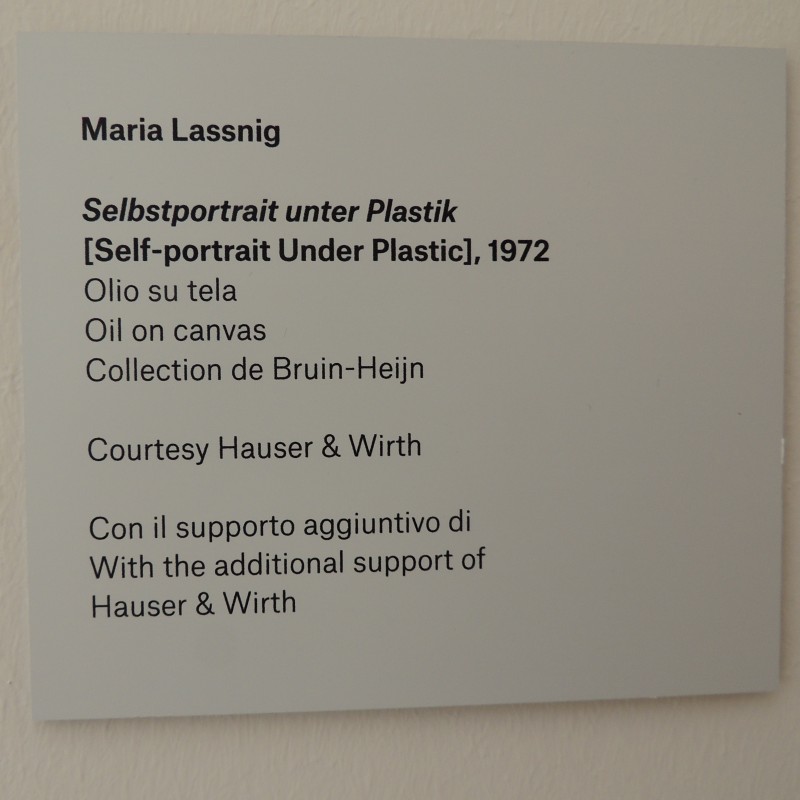 Maria Lassnig
Selbstportrait unter Plastik
[Self-portrait Under Plastic], 1972
Olio su tela
Oil on canvas
Collection de Bruin-Heijn
Courtesy Hauser & Wirth
Con il supporto aggiuntivo di
With the additional support of
Hauser & Wirth